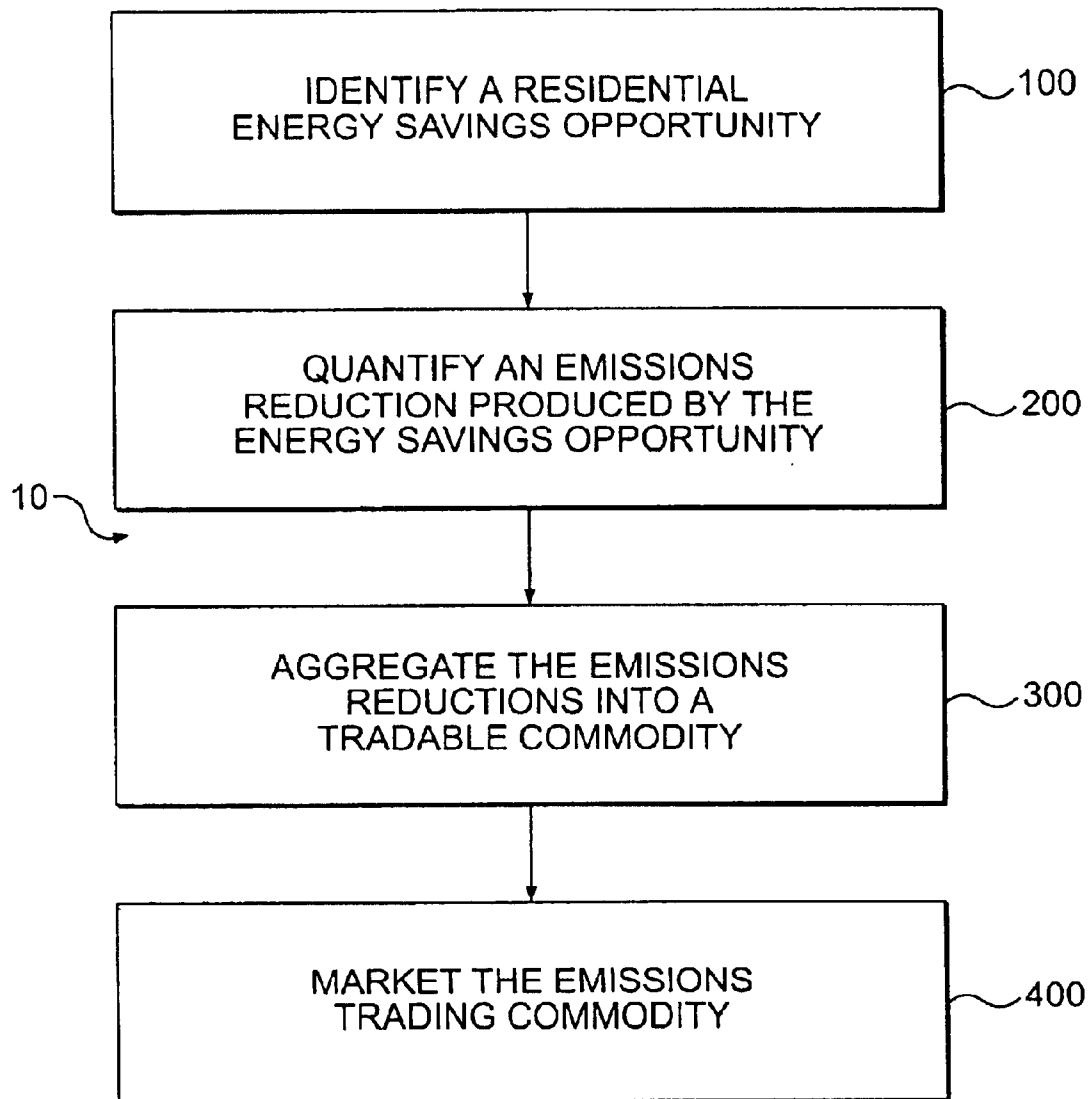 IDENTIFY A RESIDENTIAL
ENERGY SAVINGS OPPORTUNITY
100
QUANTIFY AN EMISSIONS
REDUCTION PRODUCED BY THE
ENERGY SAVINGS OPPORTUNITY
200
10
AGGREGATE THE EMISSIONS
REDUCTIONS INTO A
TRADABLE COMMODITY
300
MARKET THE EMISSIONS
TRADING COMMODITY
400